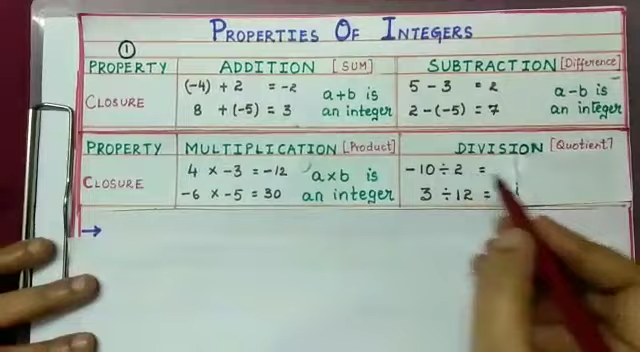 PROPERTIES OF INTEGERS
①
PROPERTY ADDITION [SUM] SUBTRACTION [Difference]
CLOSURE
(-4) + 2 = -2
8 + (-5) = 3
a+b is
an integer
5 - 3 = 2
2 - (-5) = 7
a-b is
an integer
PROPERTY MULTIPLICATION [Product] DIVISION [Quotient]
CLOSURE
4 × -3 = -12
-6 × -5 = 30
a×b is
an integer
-10 ÷ 2 =
3 ÷ 12 =
→